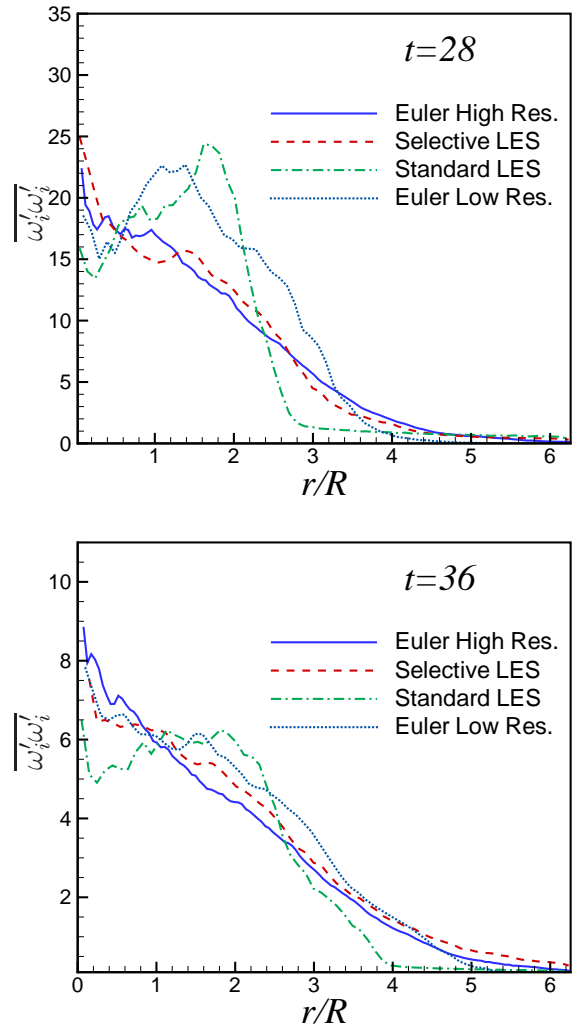 35
t=28
30
Euler High Res.
Selective LES
25
Standard LES
Euler Low Res.
20
ω′iω′i
15
10
5
0
1 2 3 4 5 6
r/R
t=36
10
Euler High Res.
Selective LES
8
Standard LES
Euler Low Res.
ω′iω′i
6
4
2
0 1 2 3 4 5 6
r/R